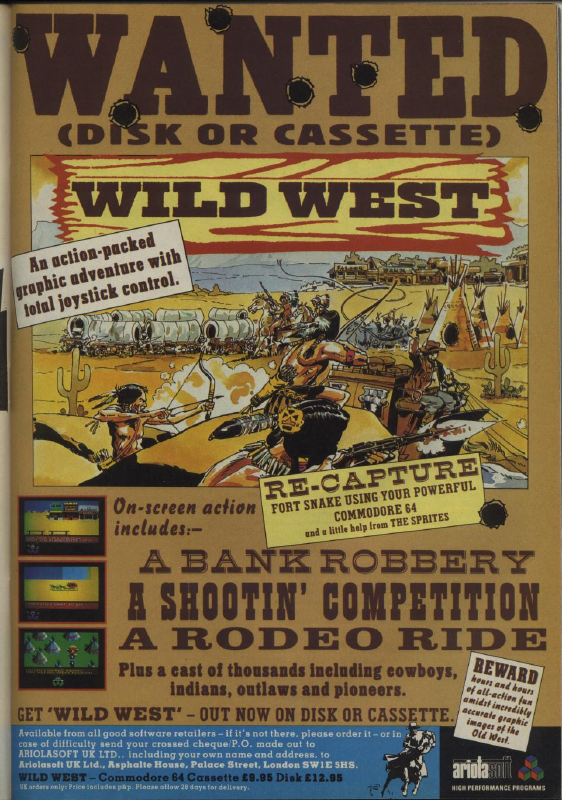 WANTED
(DISK OR CASSETTE)
WILD WEST
An action-packed
graphic adventure with
total joystick control.
RE-CAPTURE
FORT SNAKE USING YOUR POWERFUL
COMMODORE 64
and a little help from THE SPRITES
On-screen action
includes:—
A BANK ROBBERY
A SHOOTIN' COMPETITION
A RODEO RIDE
Plus a cast of thousands including cowboys,
indians, outlaws and pioneers.
REWARD
hours and hours
of all-action fun
amidst incredibly
accurate graphic
images of the
Old West.
GET 'WILD WEST' – OUT NOW ON DISK OR CASSETTE.
Available from all good software retailers – if it's not there, please order it – or in
case of difficulty send your crossed cheque/P.O. made out to
ARIOLASOFT UK LTD., including your own name and address, to
Ariolasoft UK Ltd., Asphalte House, Palace Street, London SW1E 5HS.
WILD WEST – Commodore 64 Cassette £9.95 Disk £12.95
UK orders only: Price includes p&p. Please allow 28 days for delivery.
ariolasoft
HIGH PERFORMANCE PROGRAMS